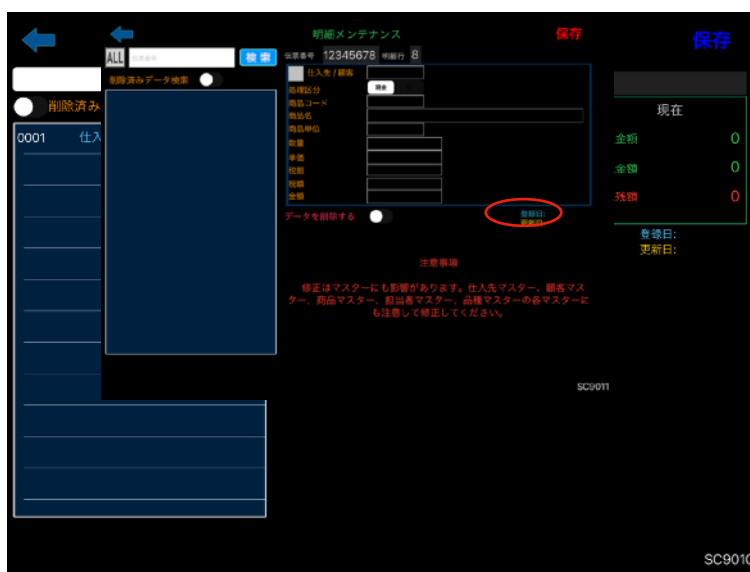 明細メンテナンス
保存
保存
ALL
検索
伝票番号 12345678 明細行 8
削除済みデータ検索
仕入先 / 顧客
処理区分
現金
商品コード
商品名
商品単位
数量
単価
税割
税額
金額
データを削除する
登録日:
更新日:
注意事項
修正はマスターにも影響があります。仕入先マスター、顧客マス
ター、商品マスター、担当者マスター、品種マスターの各マスターに
も注意して修正してください。
SC9011
削除済み
0001 仕入
現在
金額 0
金額 0
残額 0
登録日:
更新日:
SC9010